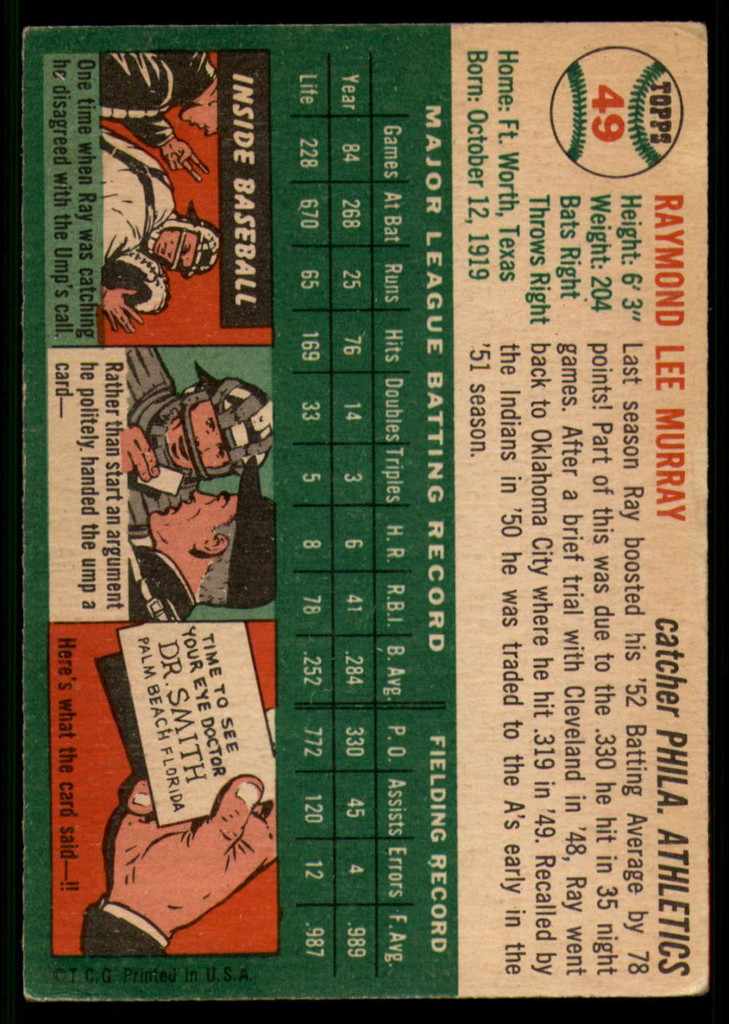 TOPPS
49
RAYMOND LEE MURRAY
catcher PHILA. ATHLETICS
Height: 6' 3"
Weight: 204
Bats Right
Throws Right
Home: Ft. Worth, Texas
Born: October 12, 1919
Last season Ray boosted his '52 Batting Average by 78
points! Part of this was due to the .330 he hit in 35 night
games. After a brief trial with Cleveland in '48, Ray went
back to Oklahoma City where he hit .319 in '49. Recalled by
the Indians in '50 he was traded to the A's early in the
'51 season.
MAJOR LEAGUE BATTING RECORD FIELDING RECORD
Games At Bat Runs Hits Doubles Triples H. R. R.B.I. B. Avg. P. O. Assists Errors F. Avg.
Year 84 268 25 76 14 3 6 41 .284 330 45 4 .989
Life 228 670 65 169 33 5 8 78 .252 772 120 12 .987
INSIDE BASEBALL
One time when Ray was catching
he disagreed with the Ump's call.
Rather than start an argument
he politely handed the ump a
card—
TIME TO SEE
YOUR EYE DOCTOR
DR. SMITH
PALM BEACH FLORIDA
Here's what the card said—!!
©T.C.G. Printed in U.S.A.